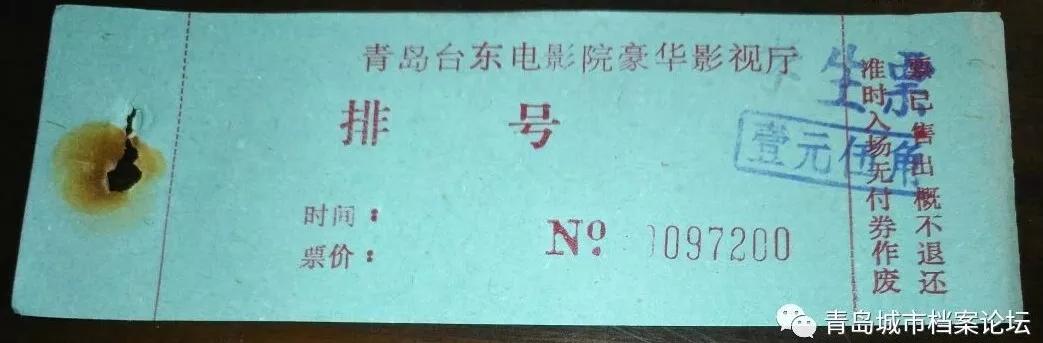 青岛台东电影院豪华影视厅
排 号
时间：
票价：
No 0097200
学生票
壹元伍角
票已售出概不退还
准时入场无付券作废
青岛城市档案论坛